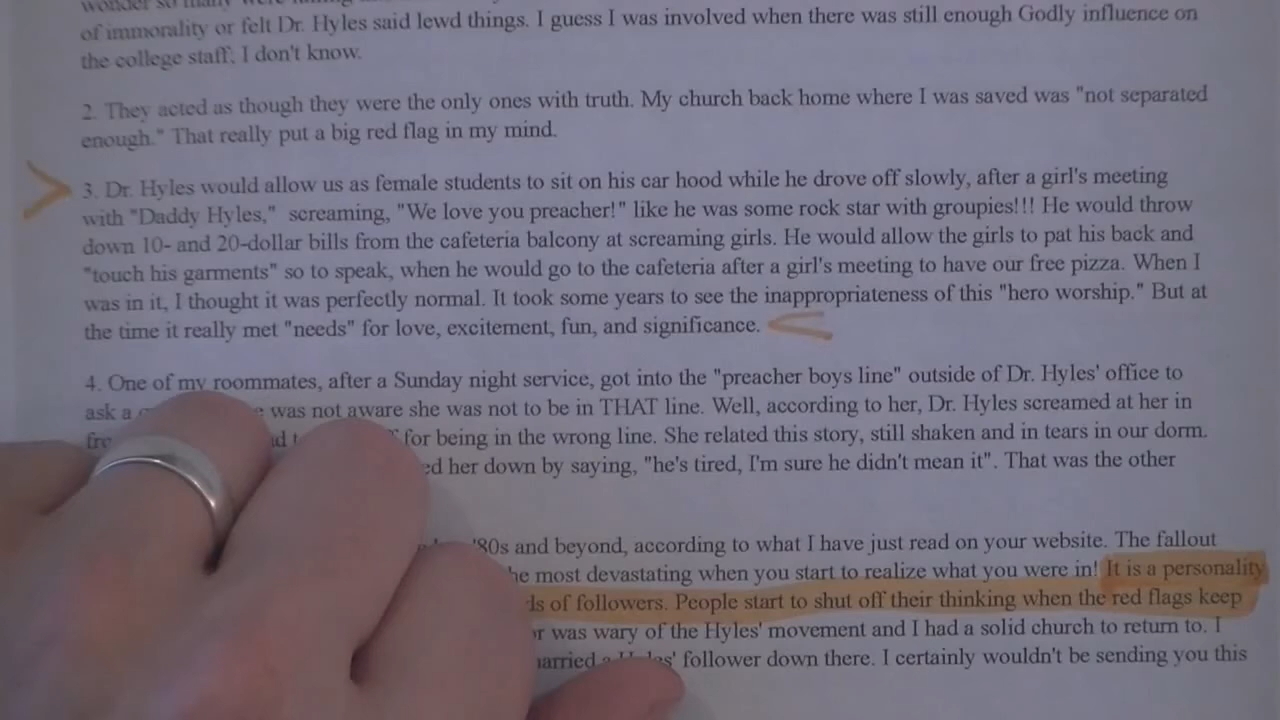 of immorality or felt Dr. Hyles said lewd things. I guess I was involved when there was still enough Godly influence on
the college staff; I don't know.
2. They acted as though they were the only ones with truth. My church back home where I was saved was "not separated
enough." That really put a big red flag in my mind.
3. Dr. Hyles would allow us as female students to sit on his car hood while he drove off slowly, after a girl's meeting
with "Daddy Hyles," screaming, "We love you preacher!" like he was some rock star with groupies!!! He would throw
down 10- and 20-dollar bills from the cafeteria balcony at screaming girls. He would allow the girls to pat his back and
"touch his garments" so to speak, when he would go to the cafeteria after a girl's meeting to have our free pizza. When I
was in it, I thought it was perfectly normal. It took some years to see the inappropriateness of this "hero worship." But at
the time it really met "needs" for love, excitement, fun, and significance.
4. One of my roommates, after a Sunday night service, got into the "preacher boys line" outside of Dr. Hyles' office to
ask a was not aware she was not to be in THAT line. Well, according to her, Dr. Hyles screamed at her in
for being in the wrong line. She related this story, still shaken and in tears in our dorm.
her down by saying, "he's tired, I'm sure he didn't mean it". That was the other
'80s and beyond, according to what I have just read on your website. The fallout
most devastating when you start to realize what you were in! It is a personality
of followers. People start to shut off their thinking when the red flags keep
was wary of the Hyles' movement and I had a solid church to return to. I
follower down there. I certainly wouldn't be sending you this